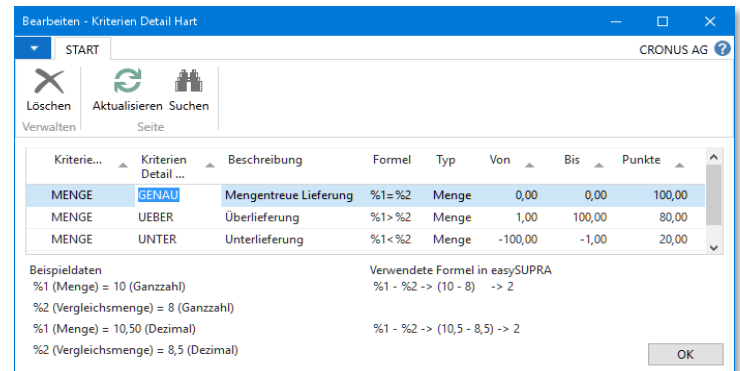 Bearbeiten - Kriterien Detail Hart
START
CRONUS AG
Löschen Aktualisieren Suchen
Verwalten Seite
Kriterie... Kriterien Detail ... Beschreibung Formel Typ Von Bis Punkte
MENGE GENAU Mengentreue Lieferung %1=%2 Menge 0,00 0,00 100,00
MENGE UEBER Überlieferung %1>%2 Menge 1,00 100,00 80,00
MENGE UNTER Unterlieferung %1<%2 Menge -100,00 -1,00 20,00
Beispieldaten Verwendete Formel in easySUPRA
%1 (Menge) = 10 (Ganzzahl) %1 - %2 -> (10 - 8) -> 2
%2 (Vergleichsmenge) = 8 (Ganzzahl)
%1 (Menge) = 10,50 (Dezimal) %1 - %2 -> (10,5 - 8,5) -> 2
%2 (Vergleichsmenge) = 8,5 (Dezimal)
OK